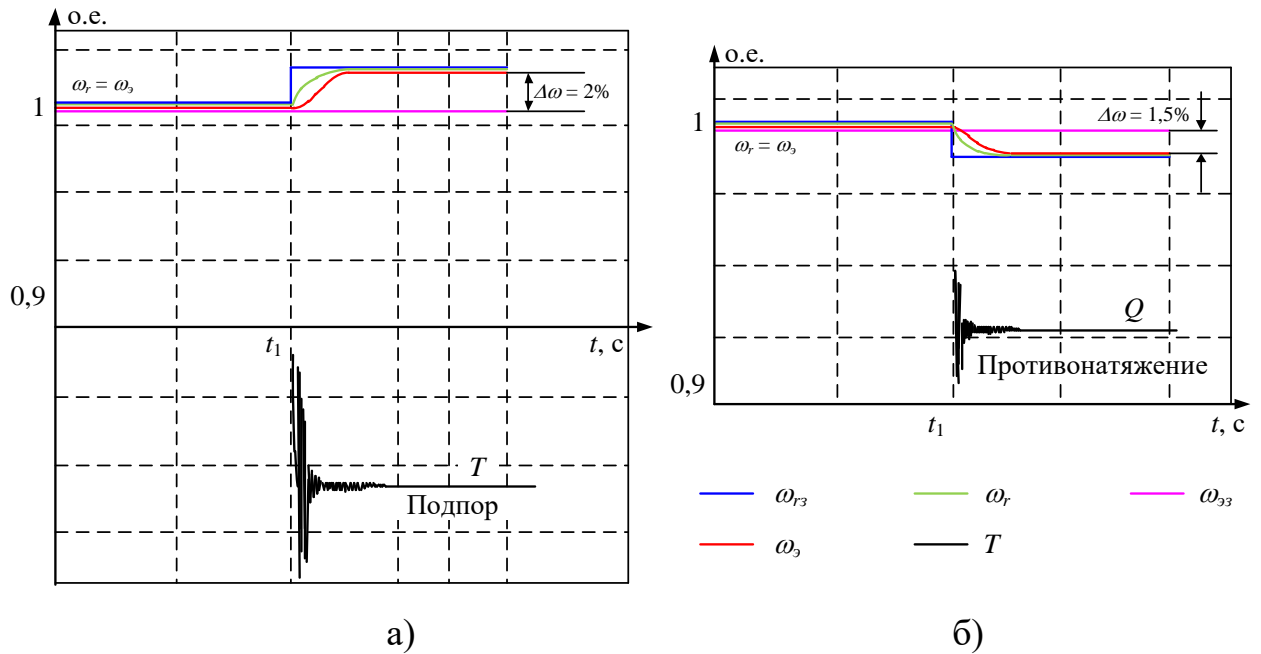 о.е.
ωr = ωэ
1
Δω = 2%
0,9
t1
t, с
T
Подпор
а)
о.е.
1
Δω = 1,5%
ωr = ωэ
Q
Противонатяжение
0,9
t1
t, с
ωrз
ωr
ωэз
ωэ
T
б)